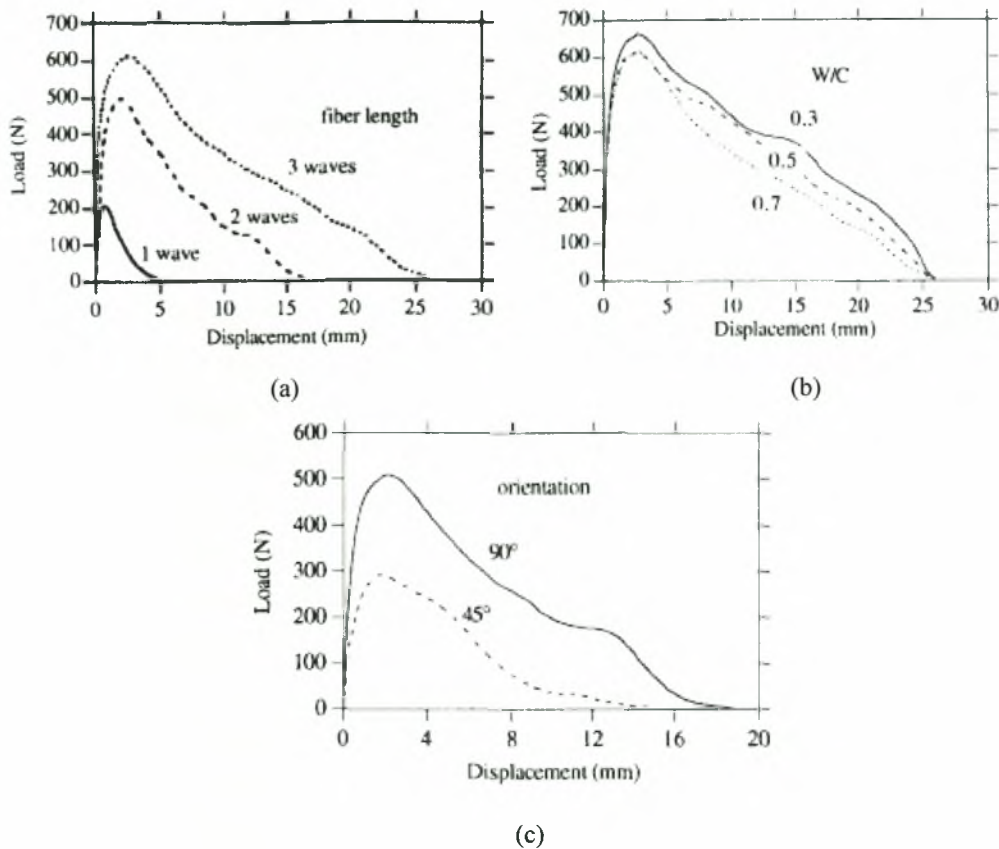 700
600
500
400
300
200
100
0
Load (N)
fiber length
3 waves
2 waves
1 wave
0 5 10 15 20 25 30
Displacement (mm)
(a)
700
600
500
400
300
200
100
0
Load (N)
W/C
0.3
0.5
0.7
0 5 10 15 20 25 30
Displacement (mm)
(b)
600
500
400
300
200
100
0
Load (N)
orientation
90°
45°
0 4 8 12 16 20
Displacement (mm)
(c)